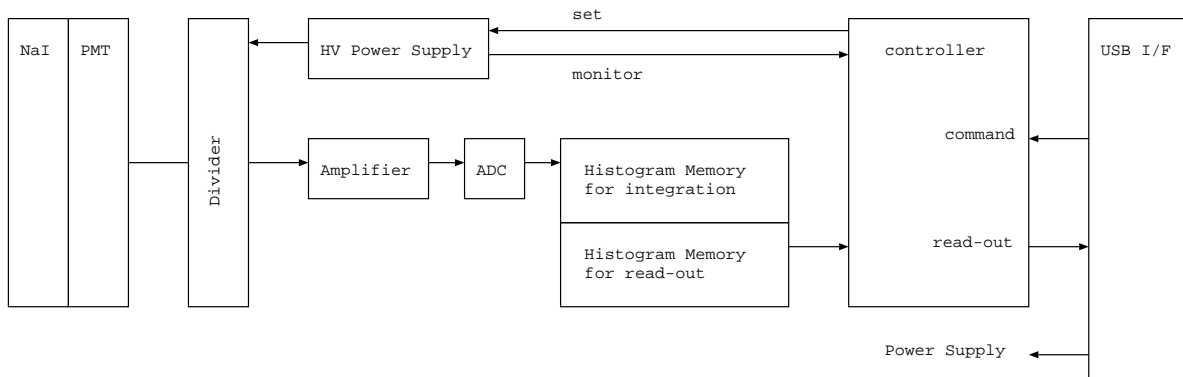 set
NaI
PMT
HV Power Supply
controller
USB I/F
monitor
command
Divider
Amplifier
ADC
Histogram Memory
for integration
read-out
Histogram Memory
for read-out
Power Supply